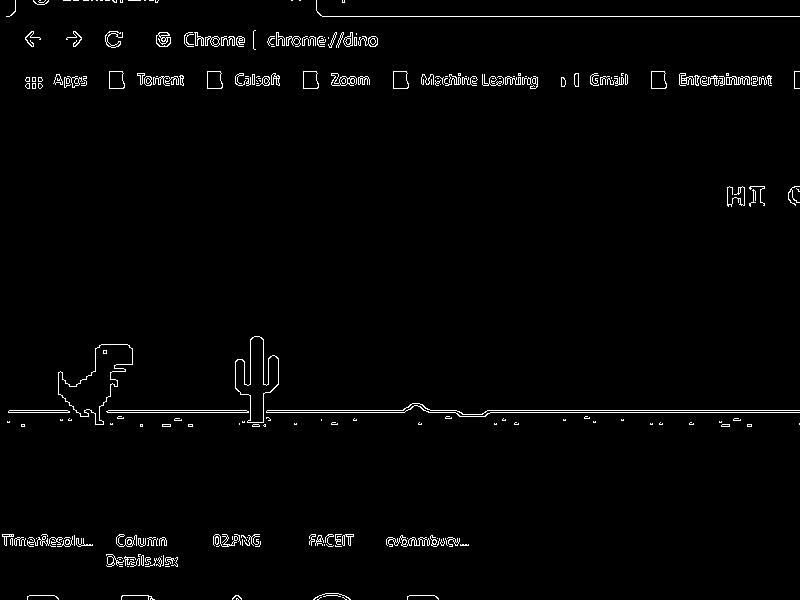 Chrome | chrome://dino
Apps Torrent Calsoft Zoom Machine Learning Gmail Entertainment
HI
TimerResolu... Column 02.PNG FACEIT cvbnmbvcv...
Details.xlsx